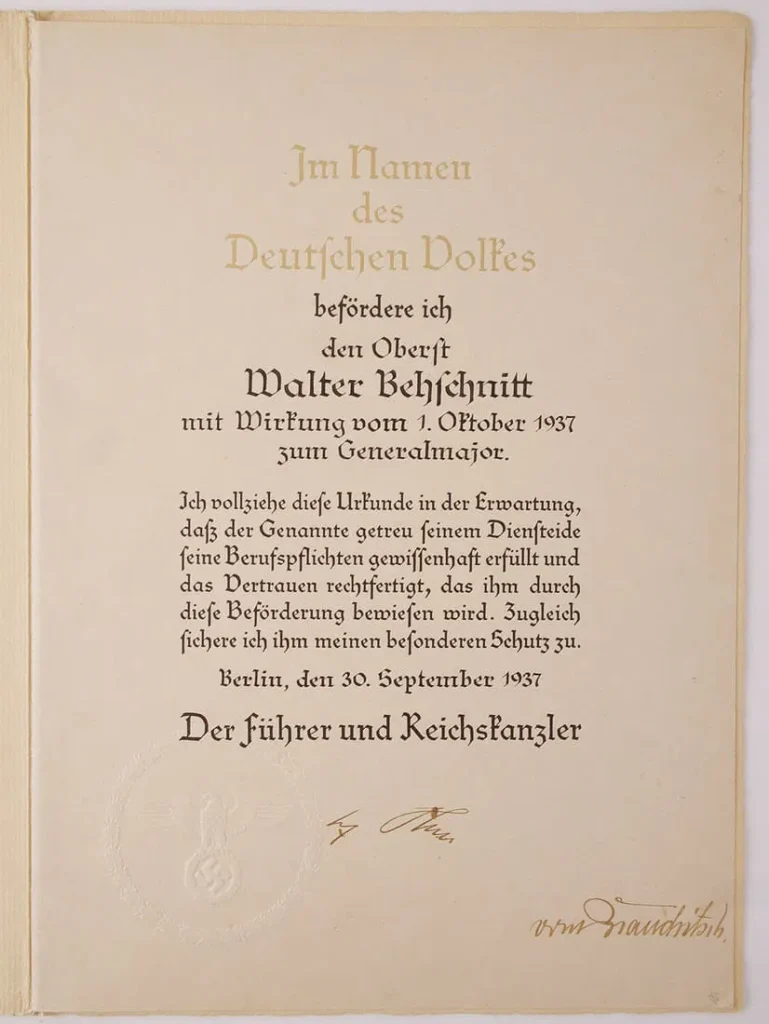 Im Namen
des
Deutschen Volkes
befördere ich
den Oberst
Walter Behschnitt
mit Wirkung vom 1. Oktober 1937
zum Generalmajor.
Ich vollziehe diese Urkunde in der Erwartung,
daß der Genannte getreu seinem Diensteide
seine Berufspflichten gewissenhaft erfüllt und
das Vertrauen rechtfertigt, das ihm durch
diese Beförderung bewiesen wird. Zugleich
sichere ich ihm meinen besonderen Schutz zu.
Berlin, den 30. September 1937
Der Führer und Reichskanzler